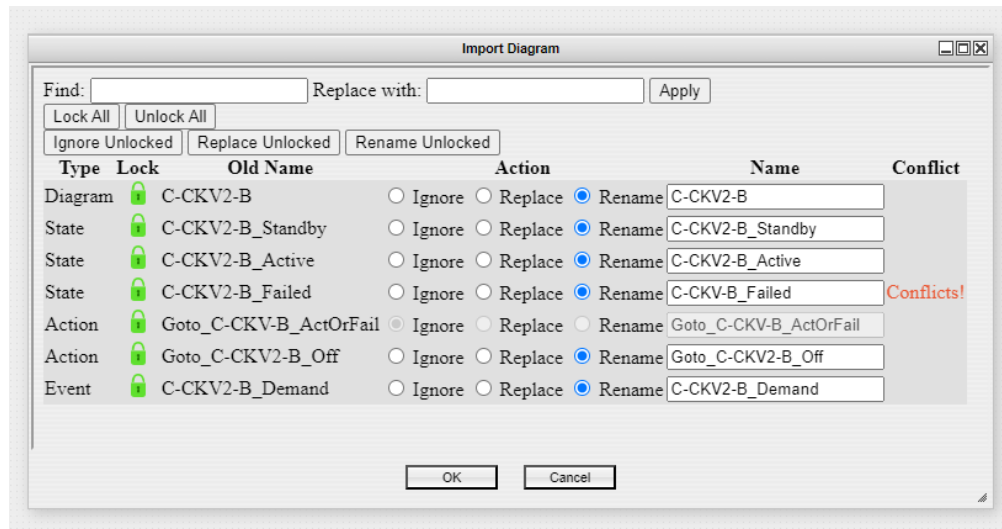 Import Diagram
Find: Replace with: Apply
Lock All Unlock All
Ignore Unlocked Replace Unlocked Rename Unlocked
Type Lock Old Name Action Name Conflict
Diagram C-CKV2-B Ignore Replace Rename C-CKV2-B
State C-CKV2-B_Standby Ignore Replace Rename C-CKV2-B_Standby
State C-CKV2-B_Active Ignore Replace Rename C-CKV2-B_Active
State C-CKV2-B_Failed Ignore Replace Rename C-CKV-B_Failed Conflicts!
Action Goto_C-CKV-B_ActOrFail Ignore Replace Rename Goto_C-CKV-B_ActOrFail
Action Goto_C-CKV2-B_Off Ignore Replace Rename Goto_C-CKV2-B_Off
Event C-CKV2-B_Demand Ignore Replace Rename C-CKV2-B_Demand
OK Cancel